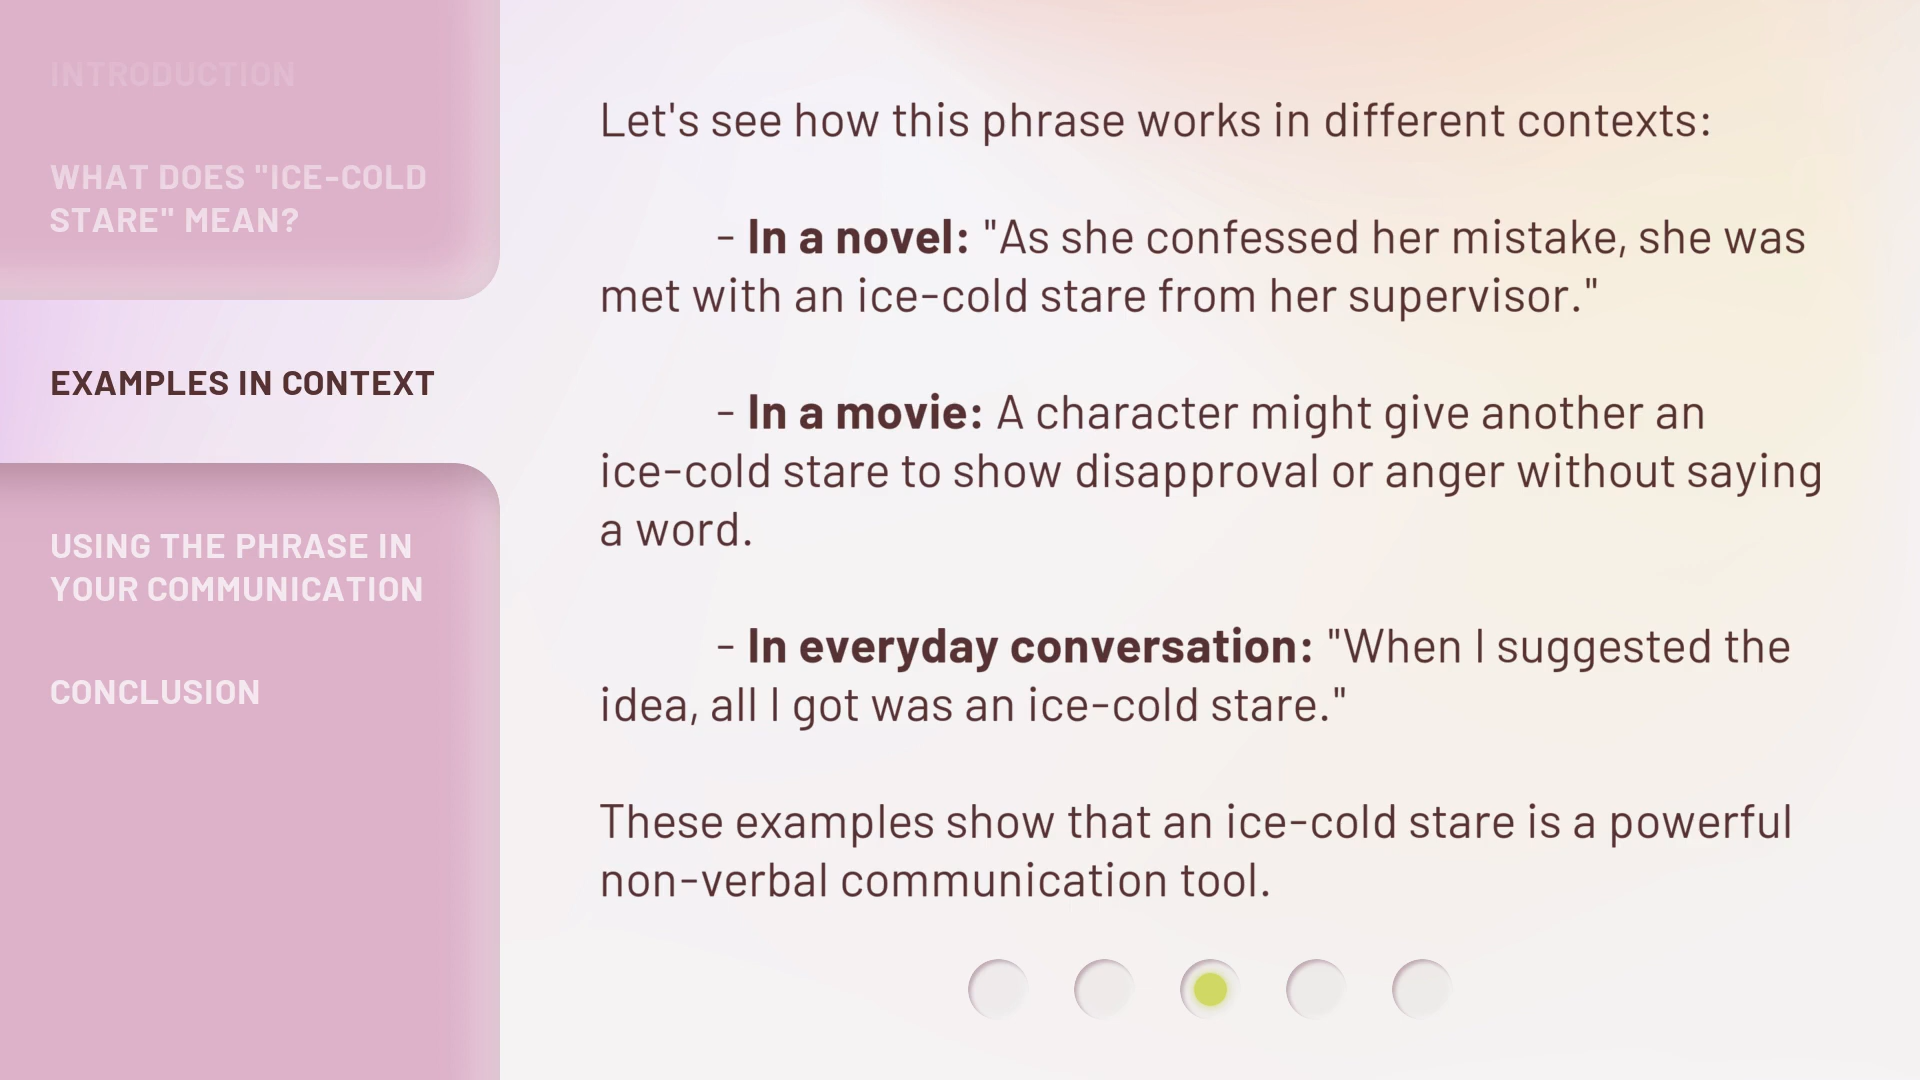 INTRODUCTION
WHAT DOES "ICE-COLD
STARE" MEAN?
EXAMPLES IN CONTEXT
USING THE PHRASE IN
YOUR COMMUNICATION
CONCLUSION
Let's see how this phrase works in different contexts:
- In a novel: "As she confessed her mistake, she was
met with an ice-cold stare from her supervisor."
- In a movie: A character might give another an
ice-cold stare to show disapproval or anger without saying
a word.
- In everyday conversation: "When I suggested the
idea, all I got was an ice-cold stare."
These examples show that an ice-cold stare is a powerful
non-verbal communication tool.